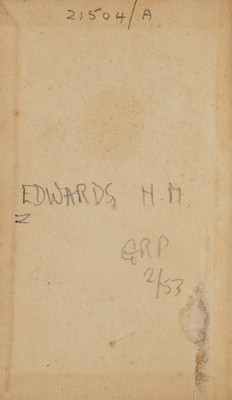 21504/A
EDWARDS, H. M.
GRP
2/53